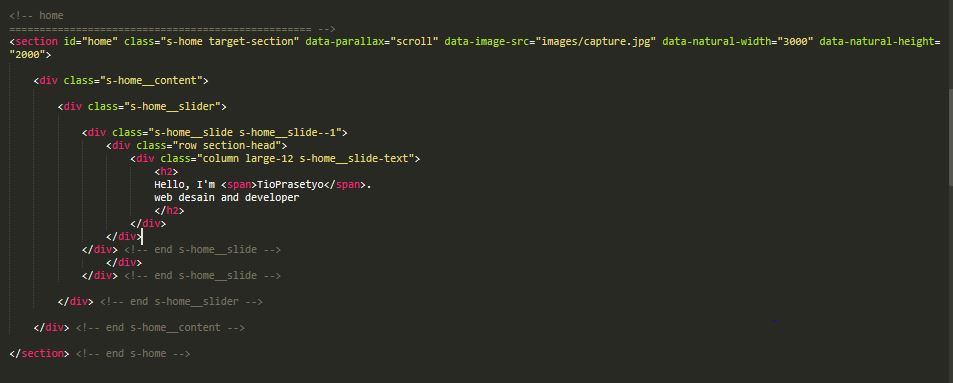 <!-- home
=================================================== -->
<section id="home" class="s-home target-section" data-parallax="scroll" data-image-src="images/capture.jpg" data-natural-width="3000" data-natural-height=
"2000">
<div class="s-home__content">
<div class="s-home__slider">
<div class="s-home__slide s-home__slide--1">
<div class="row section-head">
<div class="column large-12 s-home__slide-text">
<h2>
Hello, I'm <span>TioPrasetyo</span>.
web desain and developer
</h2>
</div>
</div>
</div> <!-- end s-home__slide -->
</div>
</div> <!-- end s-home__slide -->
</div> <!-- end s-home__slider -->
</div> <!-- end s-home__content -->
</section> <!-- end s-home -->